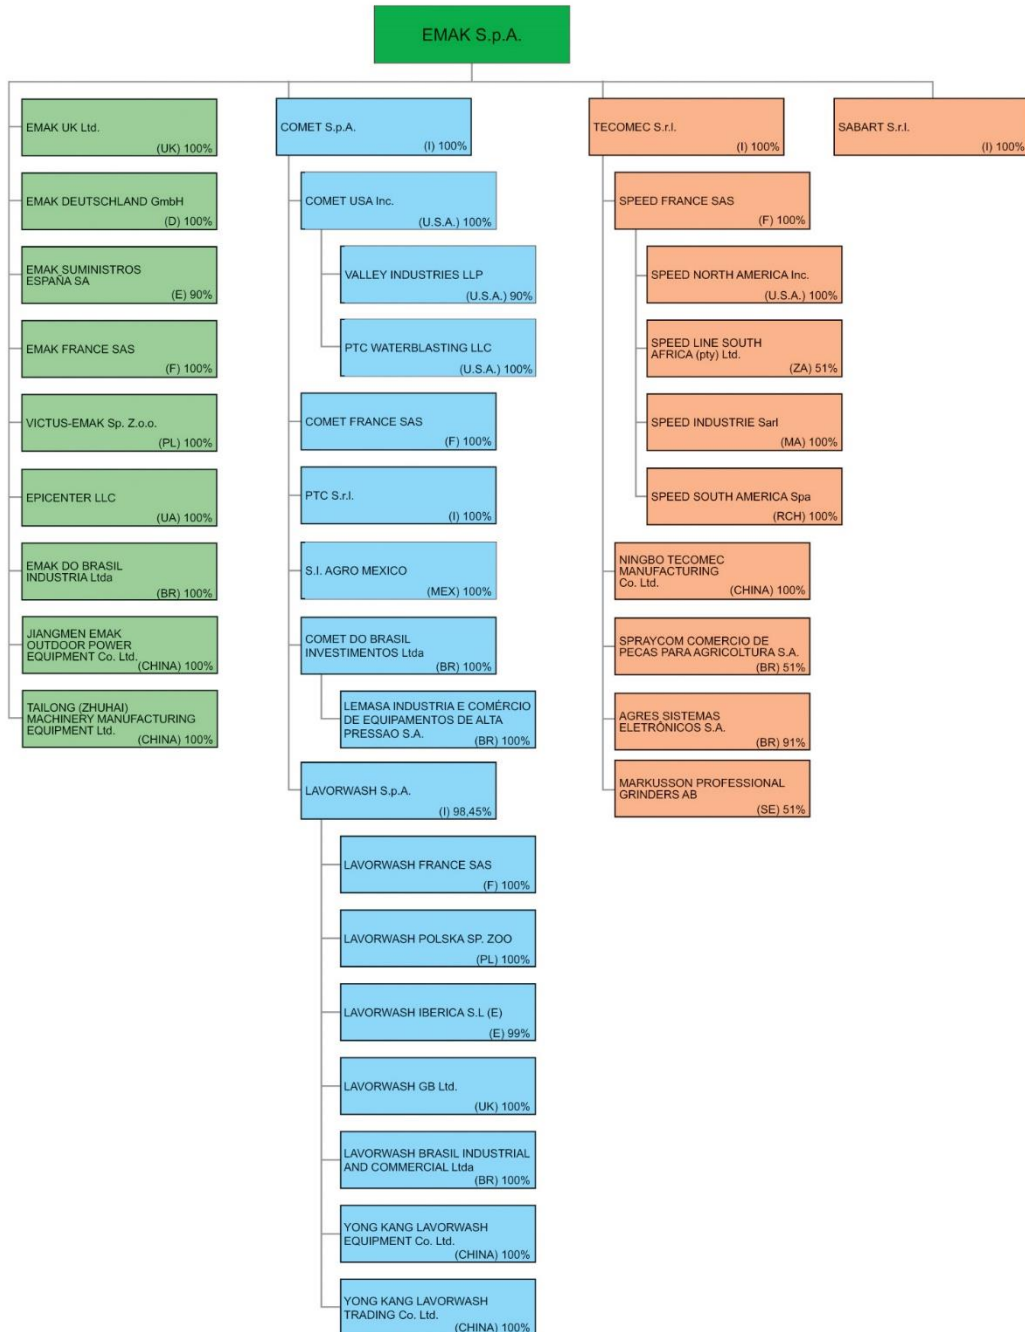 EMAK S.p.A.
EMAK UK Ltd.
(UK) 100%
EMAK DEUTSCHLAND GmbH
(D) 100%
EMAK SUMINISTROS
ESPAÑA SA
(E) 90%
EMAK FRANCE SAS
(F) 100%
VICTUS-EMAK Sp. Z.o.o.
(PL) 100%
EPICENTER LLC
(UA) 100%
EMAK DO BRASIL
INDUSTRIA Ltda
(BR) 100%
JIANGMEN EMAK
OUTDOOR POWER
EQUIPMENT Co. Ltd.
(CHINA) 100%
TAILONG (ZHUHAI)
MACHINERY MANUFACTURING
EQUIPMENT Ltd.
(CHINA) 100%
COMET S.p.A.
(I) 100%
COMET USA Inc.
(U.S.A.) 100%
VALLEY INDUSTRIES LLP
(U.S.A.) 90%
PTC WATERBLASTING LLC
(U.S.A.) 100%
COMET FRANCE SAS
(F) 100%
PTC S.r.l.
(I) 100%
S.I. AGRO MEXICO
(MEX) 100%
COMET DO BRASIL
INVESTIMENTOS Ltda
(BR) 100%
LEMASA INDUSTRIA E COMÉRCIO
DE EQUIPAMENTOS DE ALTA
PRESSAO S.A.
(BR) 100%
LAVORWASH S.p.A.
(I) 98,45%
LAVORWASH FRANCE SAS
(F) 100%
LAVORWASH POLSKA SP. ZOO
(PL) 100%
LAVORWASH IBERICA S.L (E)
(E) 99%
LAVORWASH GB Ltd.
(UK) 100%
LAVORWASH BRASIL INDUSTRIAL
AND COMMERCIAL Ltda
(BR) 100%
YONG KANG LAVORWASH
EQUIPMENT Co. Ltd.
(CHINA) 100%
YONG KANG LAVORWASH
TRADING Co. Ltd.
(CHINA) 100%
TECOMEC S.r.l.
(I) 100%
SPEED FRANCE SAS
(F) 100%
SPEED NORTH AMERICA Inc.
(U.S.A.) 100%
SPEED LINE SOUTH
AFRICA (pty) Ltd.
(ZA) 51%
SPEED INDUSTRIE Sarl
(MA) 100%
SPEED SOUTH AMERICA Spa
(RCH) 100%
NINGBO TECOMEC
MANUFACTURING
Co. Ltd.
(CHINA) 100%
SPRAYCOM COMERCIO DE
PECAS PARA AGRICOLTURA S.A.
(BR) 51%
AGRES SISTEMAS
ELETRÔNICOS S.A.
(BR) 91%
MARKUSSON PROFESSIONAL
GRINDERS AB
(SE) 51%
SABART S.r.l.
(I) 100%